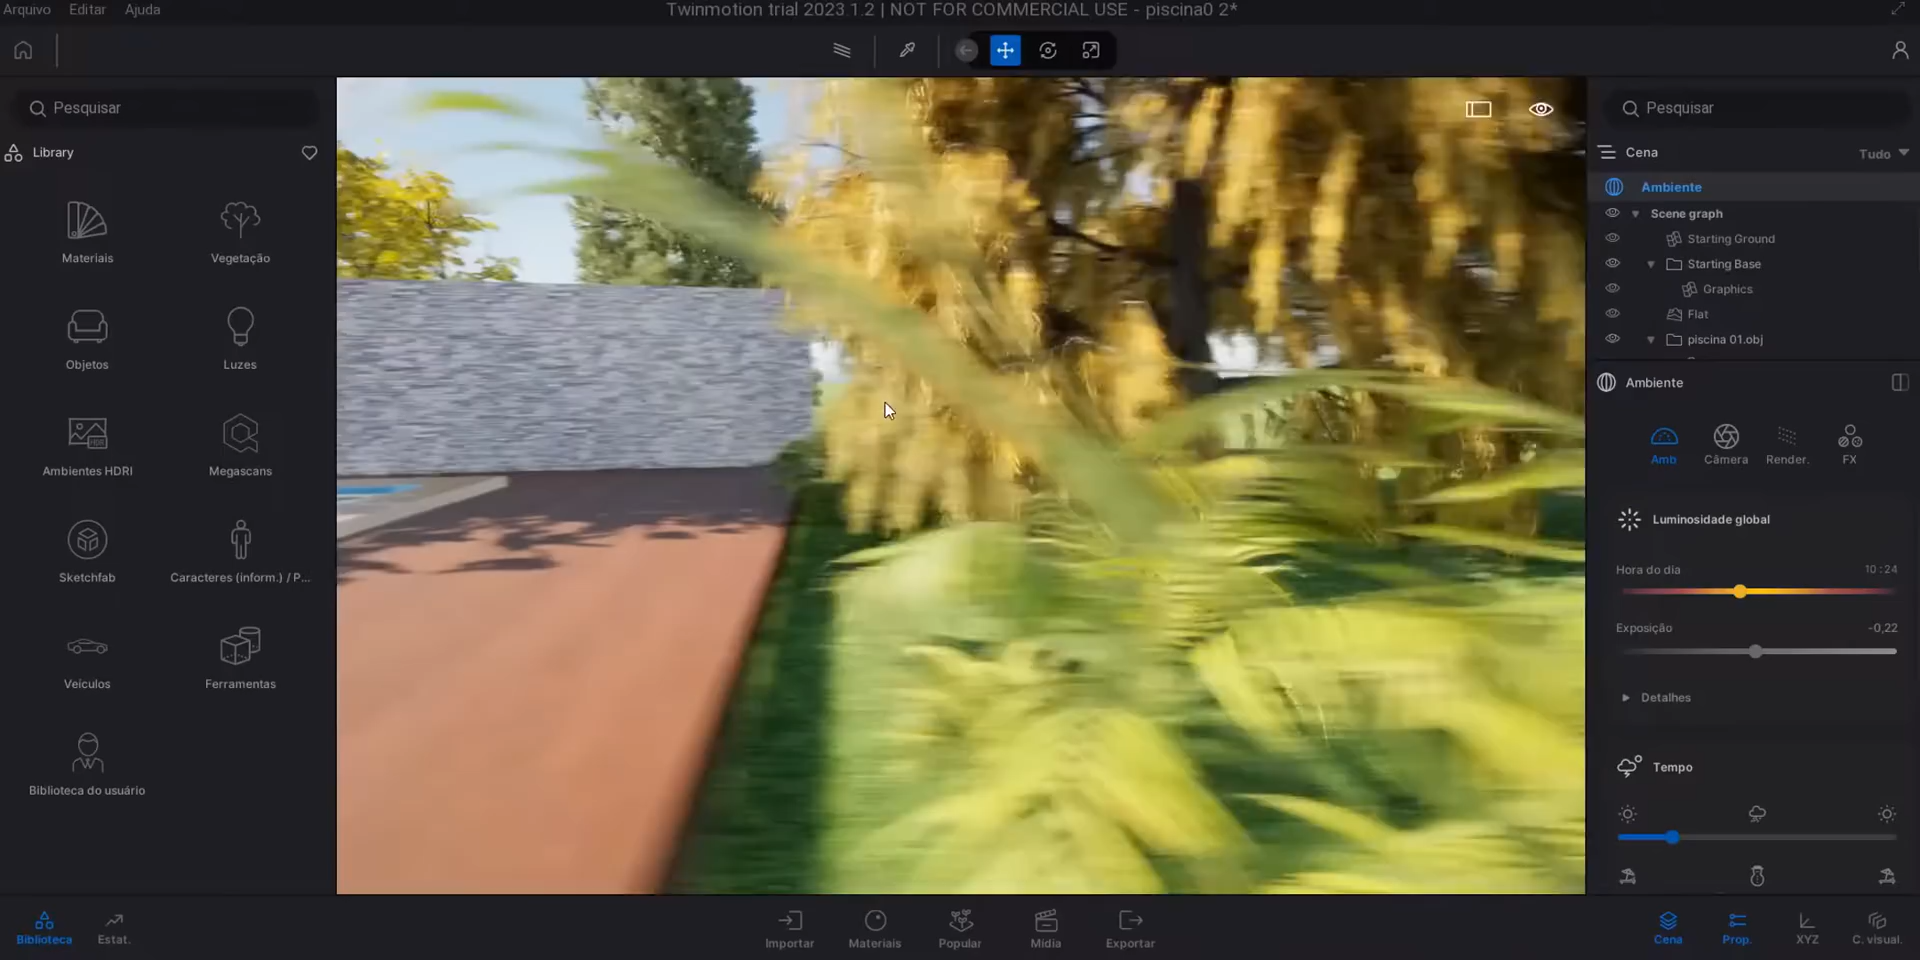 Arquivo Editar Ajuda
Twinmotion trial 2023.1.2 | NOT FOR COMMERCIAL USE - piscina0 2*
Pesquisar
Library
Materiais
Vegetação
Objetos
Luzes
HDRI
Ambientes HDRI
Megascans
Sketchfab
Caracteres (inform.) / P...
Veículos
Ferramentas
Biblioteca do usuário
Pesquisar
Cena
Tudo
Ambiente
Scene graph
Starting Ground
Starting Base
Graphics
Flat
piscina 01.obj
Ambiente
Amb
Câmera
Render.
FX
Luminosidade global
Hora do dia
10:24
Exposição
-0,22
Detalhes
Tempo
Biblioteca
Estat.
Importar
Materiais
Popular
Mídia
Exportar
Cena
Prop.
XYZ
C. visual.